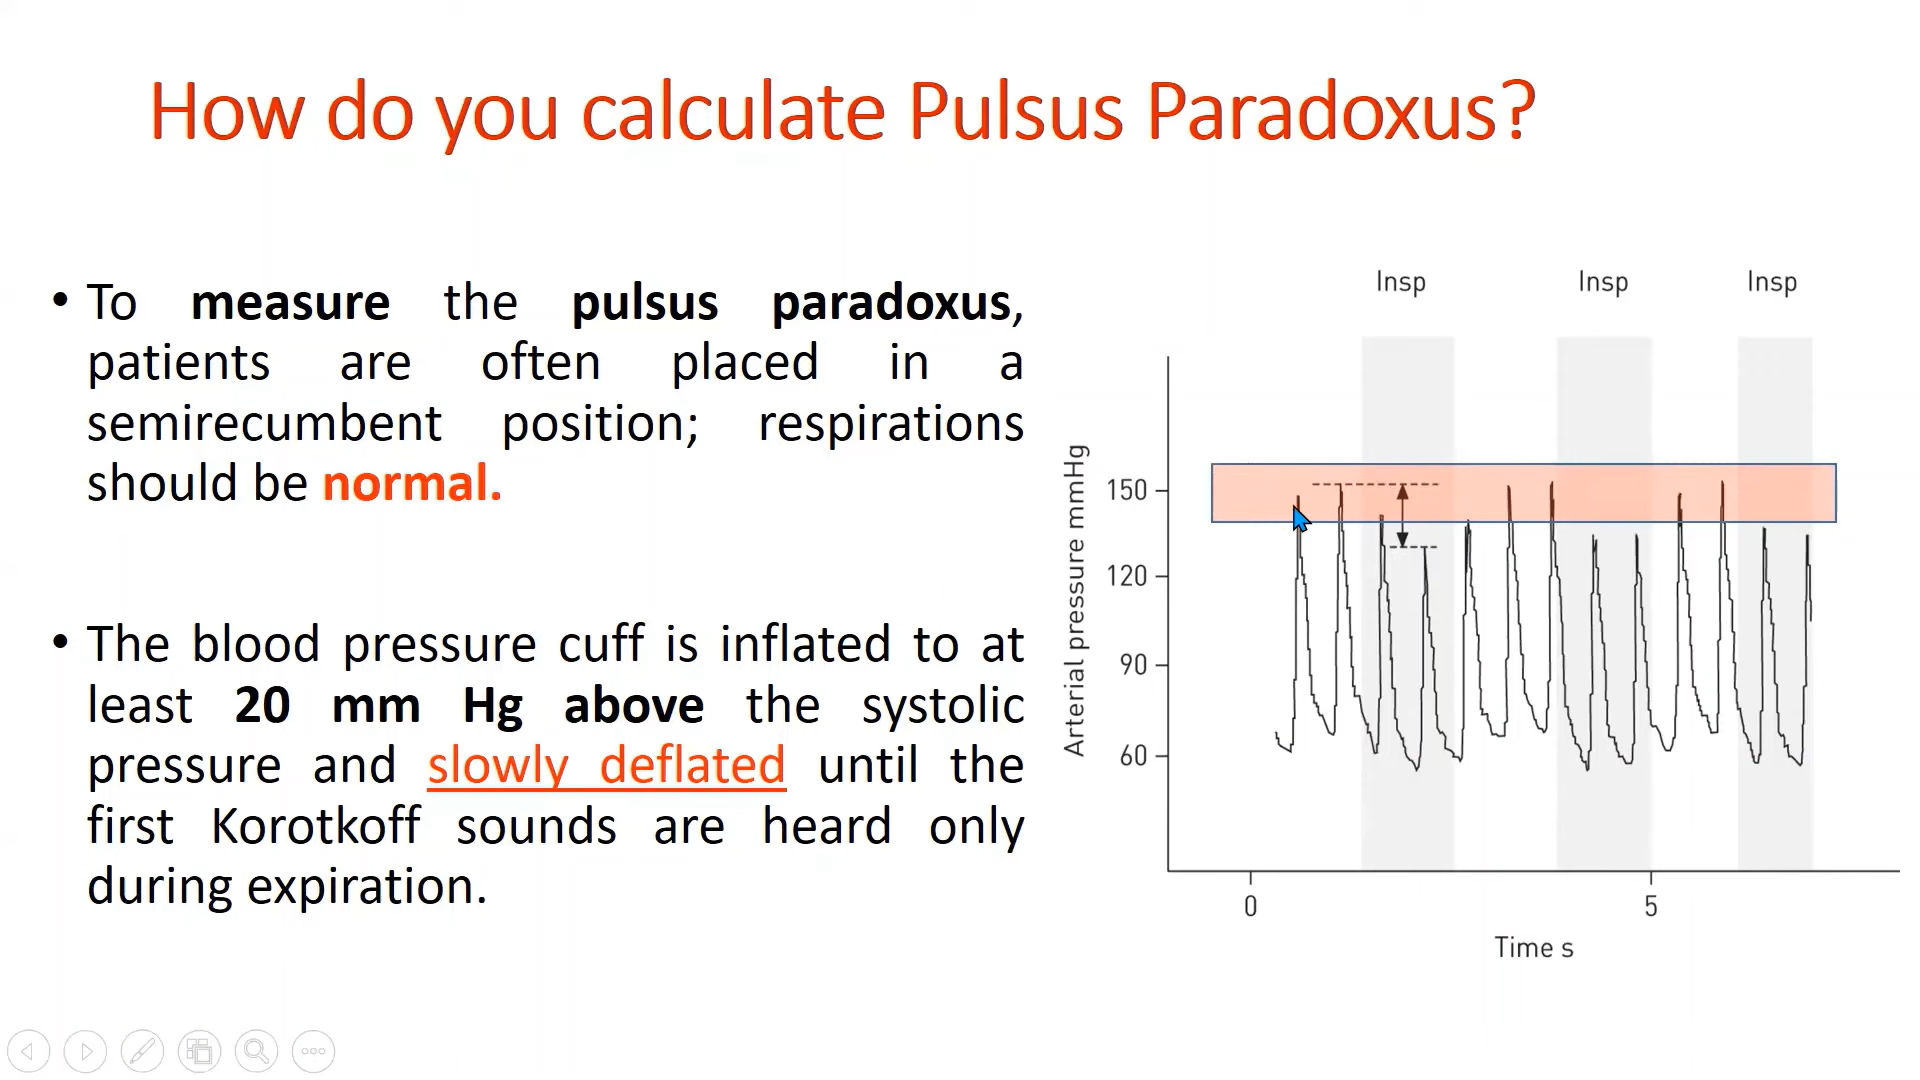 How do you calculate Pulsus Paradoxus?
• To measure the pulsus paradoxus,
patients are often placed in a
semirecumbent position; respirations
should be normal.
• The blood pressure cuff is inflated to at
least 20 mm Hg above the systolic
pressure and slowly deflated until the
first Korotkoff sounds are heard only
during expiration.
Insp Insp Insp
Arterial pressure mmHg
150
120
90
60
0 5
Time s